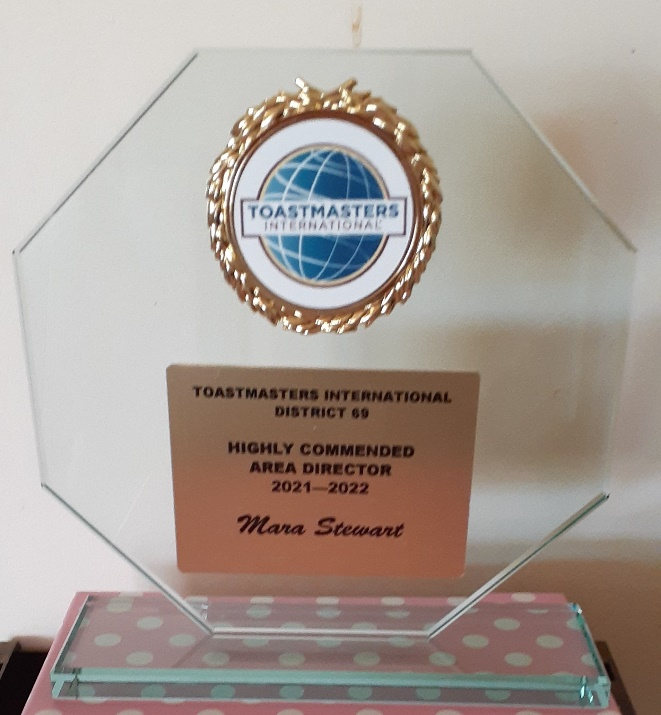 TOASTMASTERS
INTERNATIONAL
TOASTMASTERS INTERNATIONAL
DISTRICT 69
HIGHLY COMMENDED
AREA DIRECTOR
2021—2022
Mara Stewart